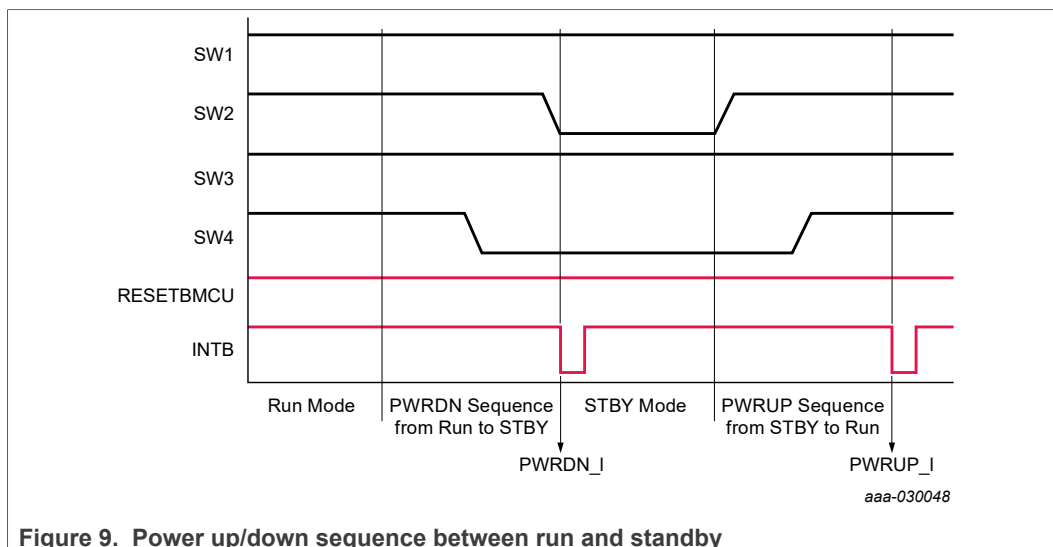 SW1
SW2
SW3
SW4
RESETBMCU
INTB
Run Mode
PWRDN Sequence
from Run to STBY
STBY Mode
PWRUP Sequence
from STBY to Run
PWRDN_I
PWRUP_I
aaa-030048
Figure 9. Power up/down sequence between run and standby